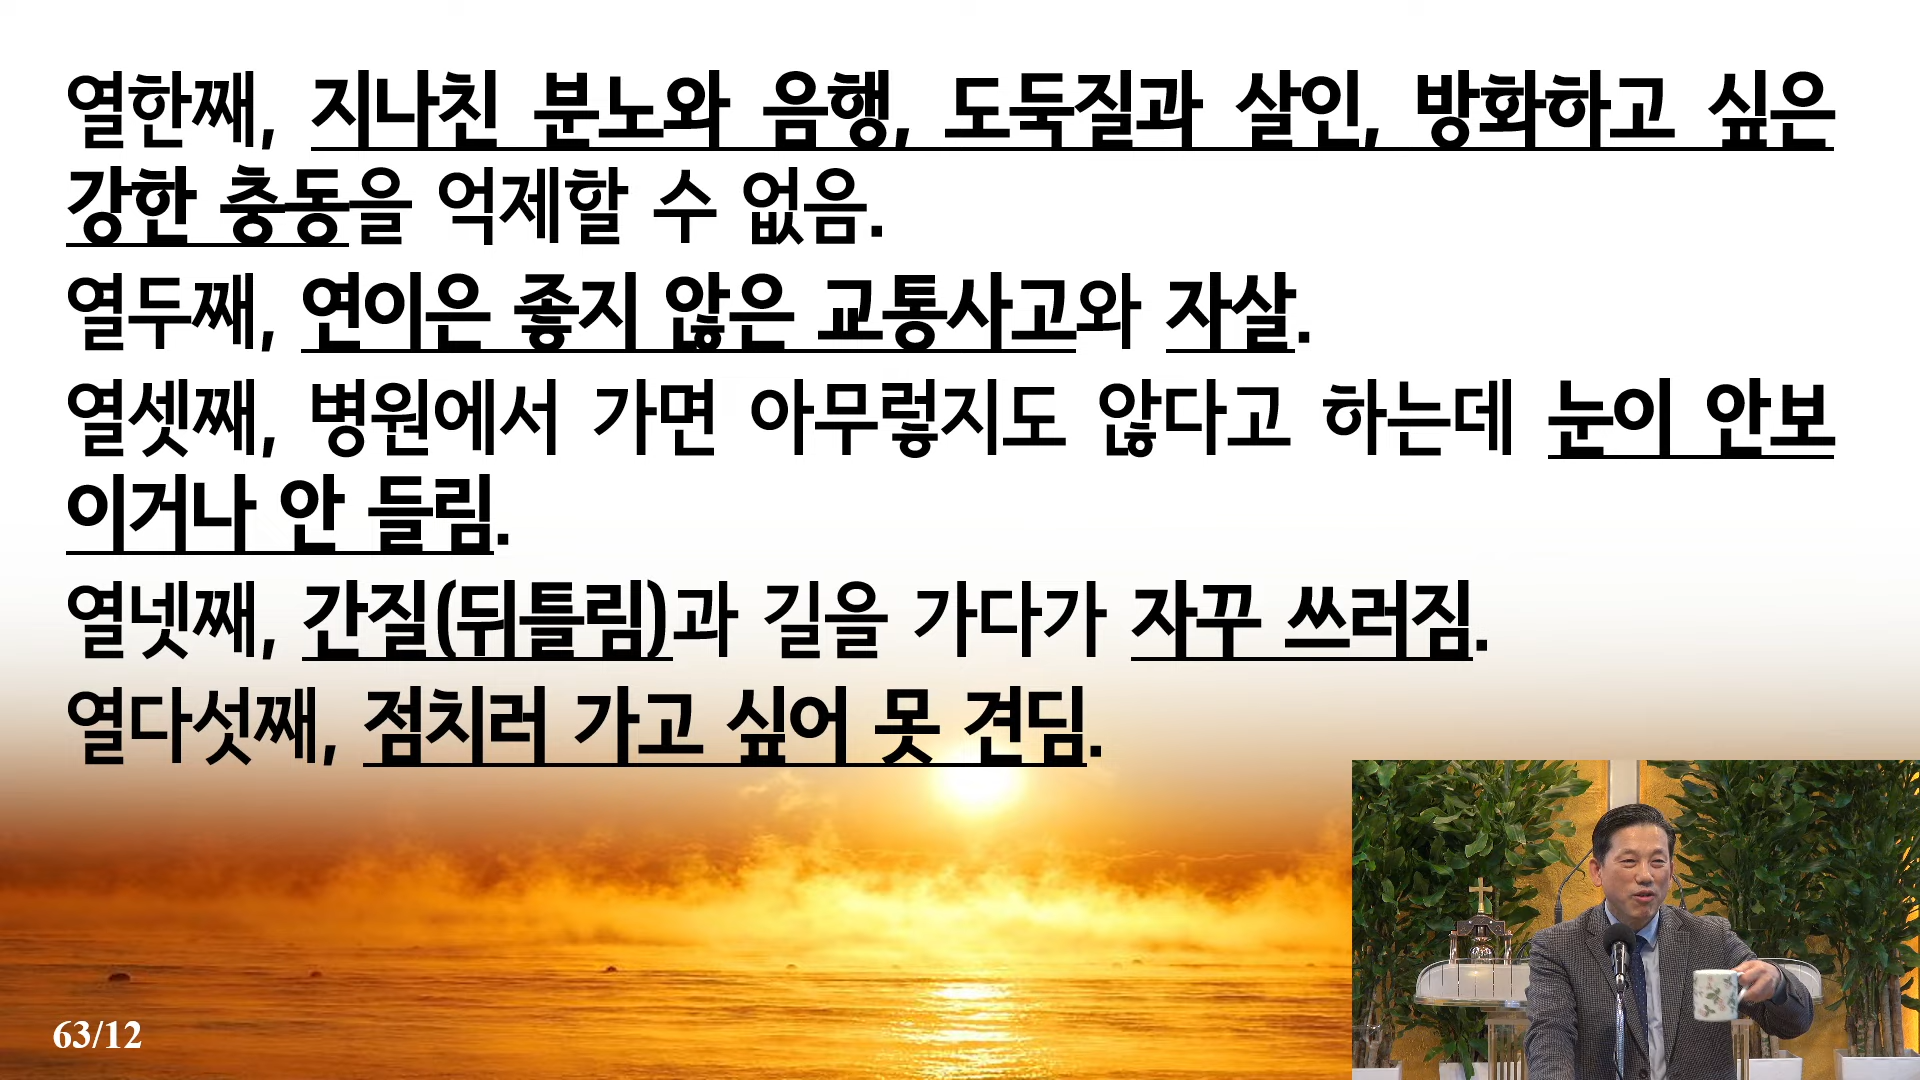 열한째, 지나친 분노와 음행, 도둑질과 살인, 방화하고 싶은
강한 충동을 억제할 수 없음.
열두째, 연이은 좋지 않은 교통사고와 자살.
열셋째, 병원에서 가면 아무렇지도 않다고 하는데 눈이 안보
이거나 안 들림.
열넷째, 간질(뒤틀림)과 길을 가다가 자꾸 쓰러짐.
열다섯째, 점치러 가고 싶어 못 견딤.
63/12